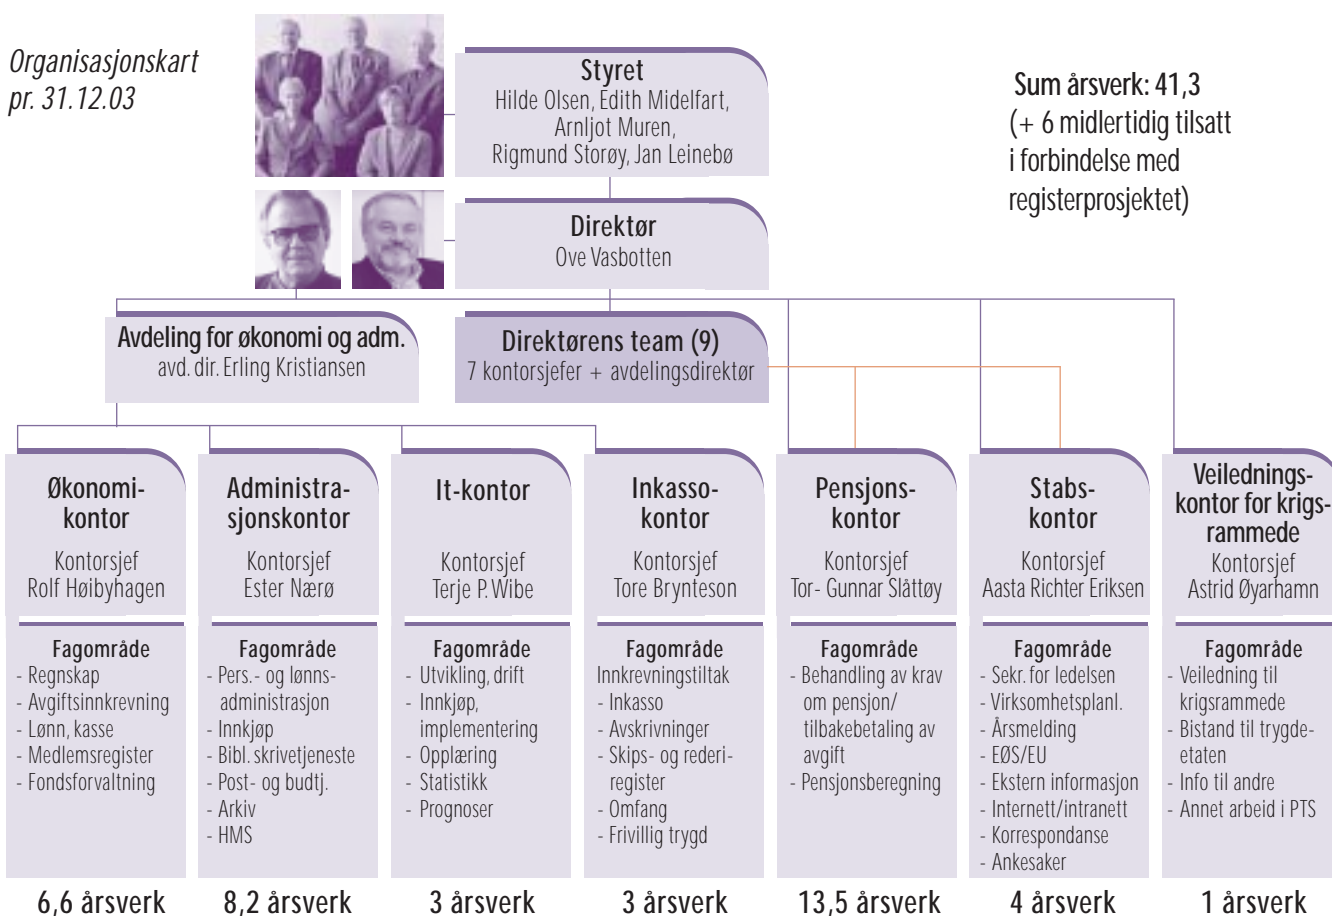 Organisasjonskart
pr. 31.12.03
Styret
Hilde Olsen, Edith Midelfart,
Arnljot Muren,
Rigmund Storøy, Jan Leinebø
Sum årsverk: 41,3
(+ 6 midlertidig tilsatt
i forbindelse med
registerprosjektet)
Direktør
Ove Vasbotten
Avdeling for økonomi og adm.
avd. dir. Erling Kristiansen
Direktørens team (9)
7 kontorsjefer + avdelingsdirektør
Økonomi-
kontor
Kontorsjef
Rolf Høibyhagen
Fagområde
- Regnskap
- Avgiftsinnkrevning
- Lønn, kasse
- Medlemsregister
- Fondsforvaltning
6,6 årsverk
Administra-
sjonskontor
Kontorsjef
Ester Nærø
Fagområde
- Pers.- og lønns-
administrasjon
- Innkjøp
- Bibl. skrivetjeneste
- Post- og budtj.
- Arkiv
- HMS
8,2 årsverk
It-kontor
Kontorsjef
Terje P. Wibe
Fagområde
- Utvikling, drift
- Innkjøp,
implementering
- Opplæring
- Statistikk
- Prognoser
3 årsverk
Inkasso-
kontor
Kontorsjef
Tore Brynteson
Fagområde
Innkrevningstiltak
- Inkasso
- Avskrivninger
- Skips- og rederi-
register
- Omfang
- Frivillig trygd
3 årsverk
Pensjons-
kontor
Kontorsjef
Tor- Gunnar Slåttøy
Fagområde
- Behandling av krav
om pensjon/
tilbakebetaling av
avgift
- Pensjonsberegning
13,5 årsverk
Stabs-
kontor
Kontorsjef
Aasta Richter Eriksen
Fagområde
- Sekr. for ledelsen
- Virksomhetsplanl.
- Årsmelding
- EØS/EU
- Ekstern informasjon
- Internett/intranett
- Korrespondanse
- Ankesaker
4 årsverk
Veilednings-
kontor for krigs-
rammede
Kontorsjef
Astrid Øyarhamn
Fagområde
- Veiledning til
krigsrammede
- Bistand til trygde-
etaten
- Info til andre
- Annet arbeid i PTS
1 årsverk